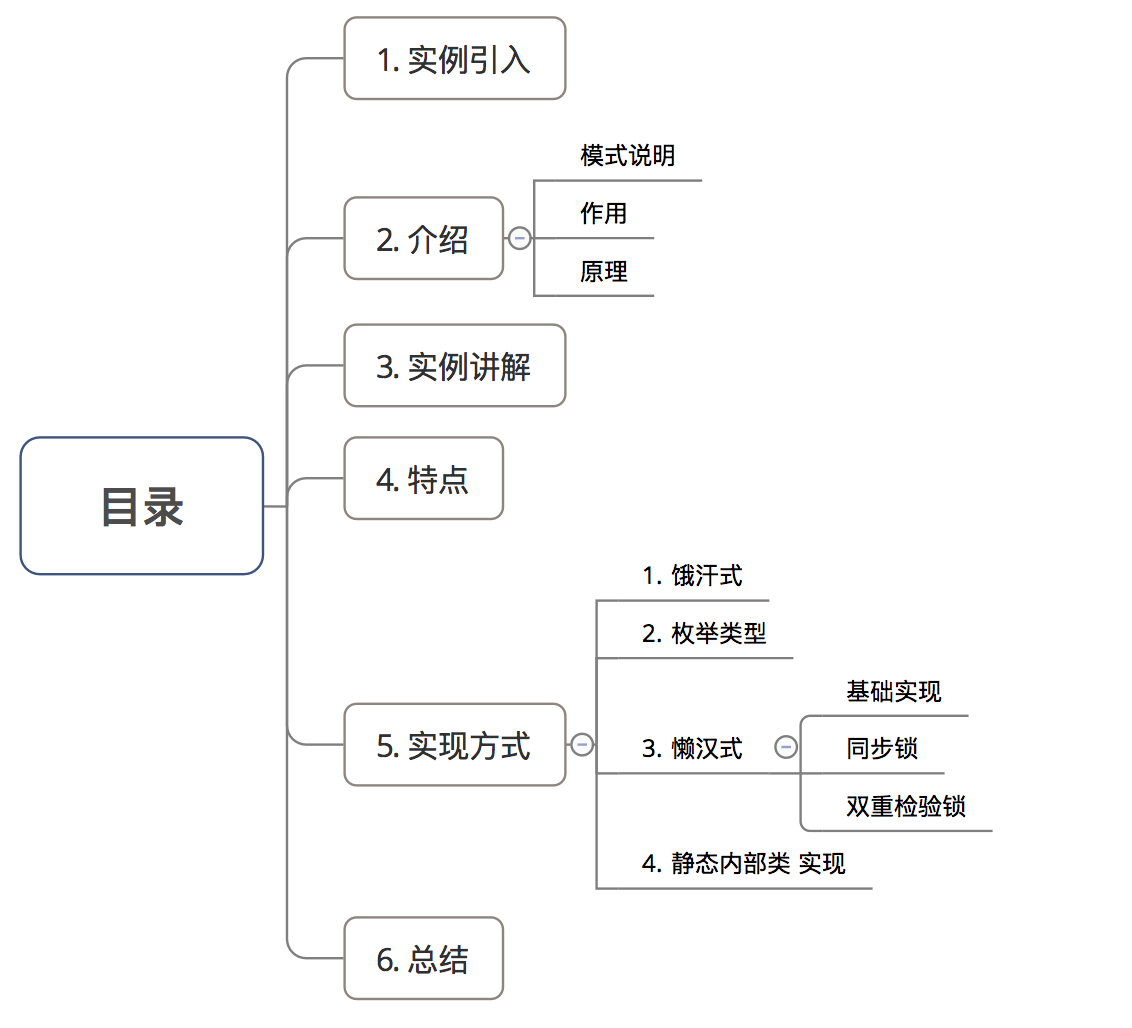 目录
1. 实例引入
2. 介绍
模式说明
作用
原理
3. 实例讲解
4. 特点
5. 实现方式
1. 饿汗式
2. 枚举类型
3. 懒汉式
基础实现
同步锁
双重检验锁
4. 静态内部类 实现
6. 总结